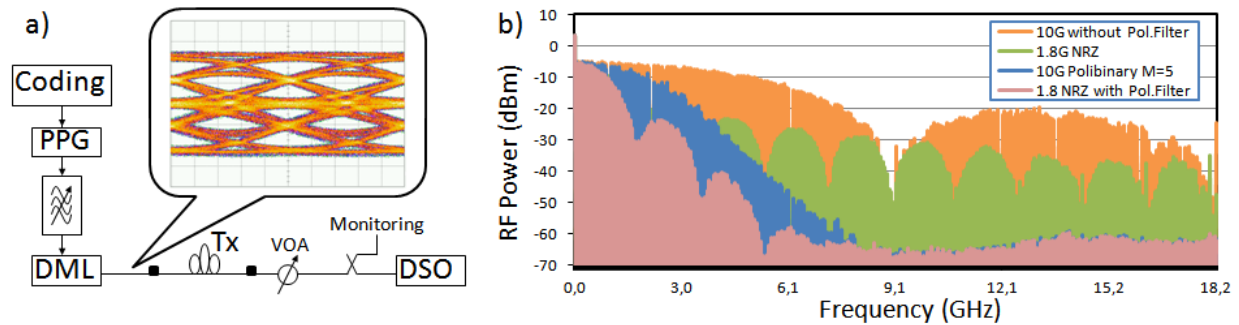 a)
Coding
PPG
DML
Tx
VOA
Monitoring
DSO
b)
RF Power (dBm)
10
0
-10
-20
-30
-40
-50
-60
-70
10G without Pol.Filter
1.8G NRZ
10G Polibinary M=5
1.8 NRZ with Pol.Filter
0,0 3,0 6,1 9,1 12,1 15,2 18,2
Frequency (GHz)